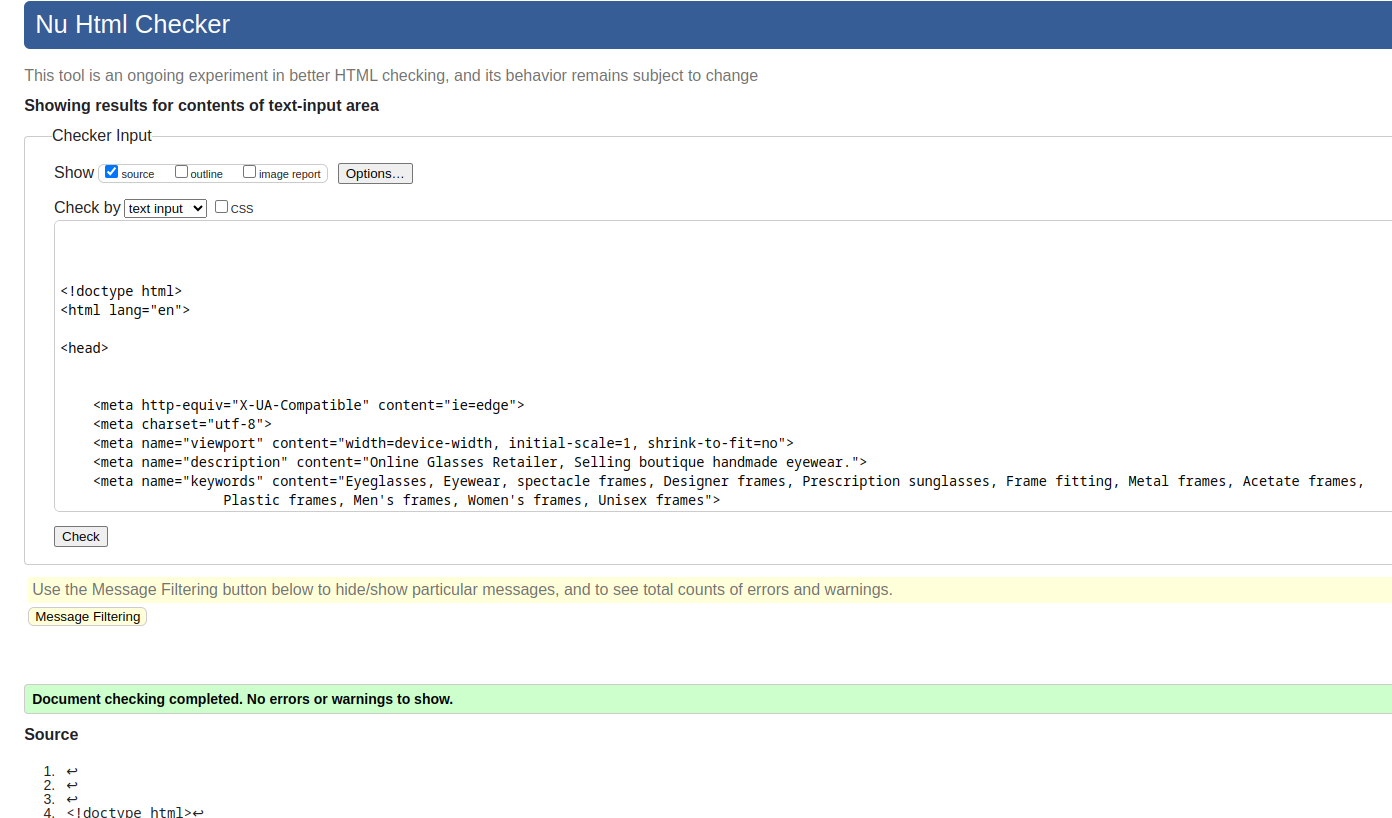 Nu Html Checker
This tool is an ongoing experiment in better HTML checking, and its behavior remains subject to change
Showing results for contents of text-input area
Checker Input
Show source outline image report Options...
Check by text input CSS
<!doctype html>
<html lang="en">
<head>
<meta http-equiv="X-UA-Compatible" content="ie=edge">
<meta charset="utf-8">
<meta name="viewport" content="width=device-width, initial-scale=1, shrink-to-fit=no">
<meta name="description" content="Online Glasses Retailer, Selling boutique handmade eyewear.">
<meta name="keywords" content="Eyeglasses, Eyewear, spectacle frames, Designer frames, Prescription sunglasses, Frame fitting, Metal frames, Acetate frames,
Plastic frames, Men's frames, Women's frames, Unisex frames">
Check
Use the Message Filtering button below to hide/show particular messages, and to see total counts of errors and warnings.
Message Filtering
Document checking completed. No errors or warnings to show.
Source
1. ↩
2. ↩
3. ↩
4. <!doctype html>↩